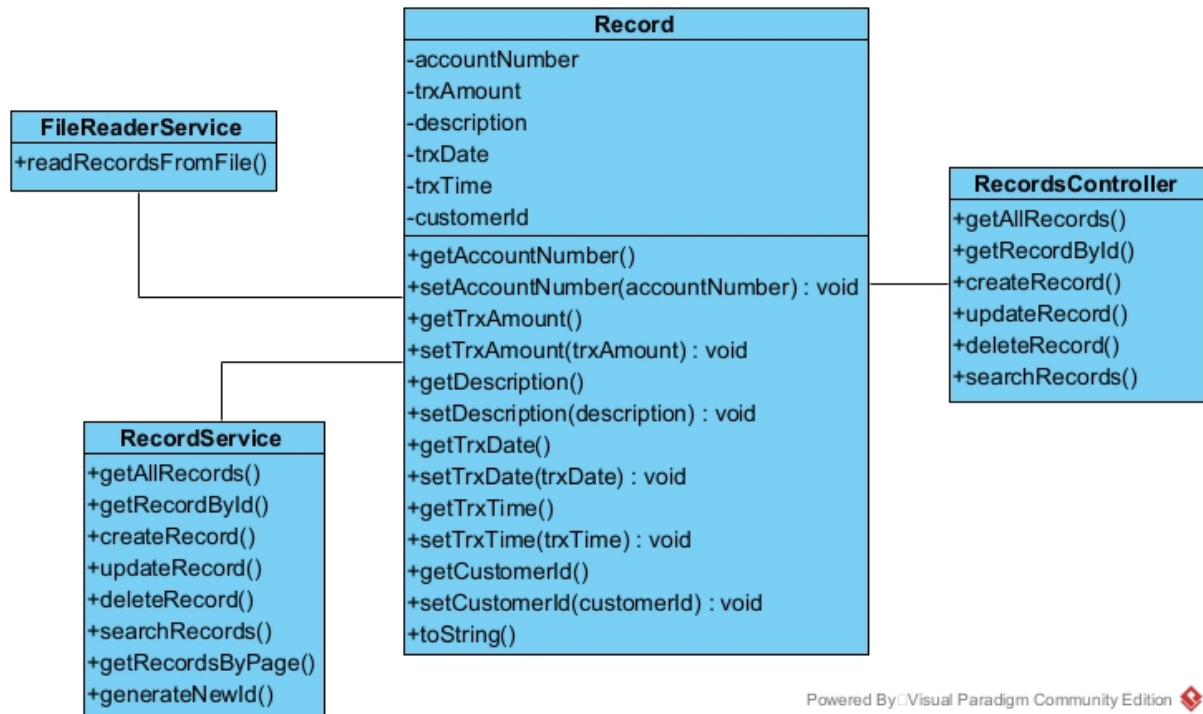 Record
-accountNumber
-trxAmount
-description
-trxDate
-trxTime
-customerId
+getAccountNumber()
+setAccountNumber(accountNumber) : void
+getTrxAmount()
+setTrxAmount(trxAmount) : void
+getDescription()
+setDescription(description) : void
+getTrxDate()
+setTrxDate(trxDate) : void
+getTrxTime()
+setTrxTime(trxTime) : void
+getCustomerId()
+setCustomerId(customerId) : void
+toString()
FileReaderService
+readRecordsFromFile()
RecordService
+getAllRecords()
+getRecordById()
+createRecord()
+updateRecord()
+deleteRecord()
+searchRecords()
+getRecordsByPage()
+generateNewId()
RecordsController
+getAllRecords()
+getRecordById()
+createRecord()
+updateRecord()
+deleteRecord()
+searchRecords()
Powered By□Visual Paradigm Community Edition